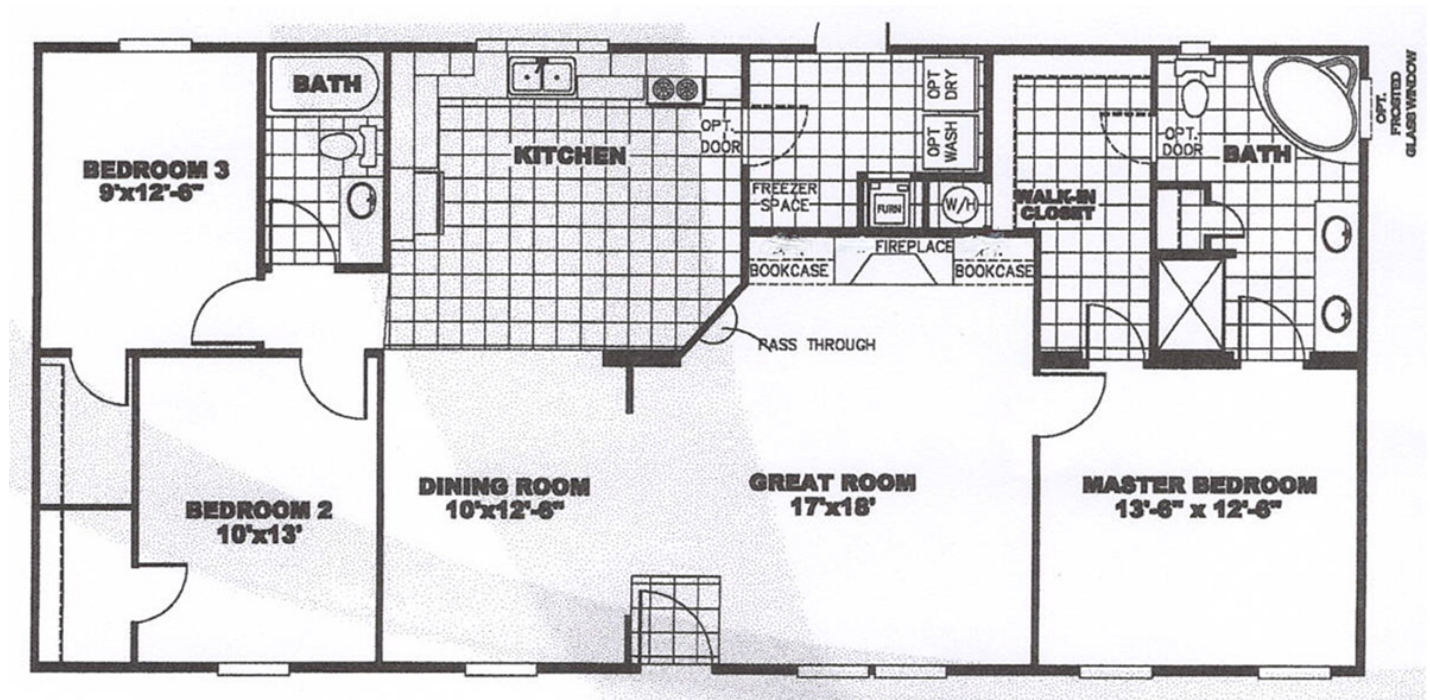 BATH
BEDROOM 3
9'x12'-6"
KITCHEN
OPT.
DOOR
OPT
DRY
OPT
WASH
FREEZER
SPACE
FURN
W/H
WALK-IN
CLOSET
OPT.
DOOR
BATH
OPT.
FROSTED
GLASS WINDOW
BOOKCASE
FIREPLACE
BOOKCASE
PASS THROUGH
BEDROOM 2
10'x13'
DINING ROOM
10'x12'-6"
GREAT ROOM
17'x18'
MASTER BEDROOM
13'-6" x 12'-6"